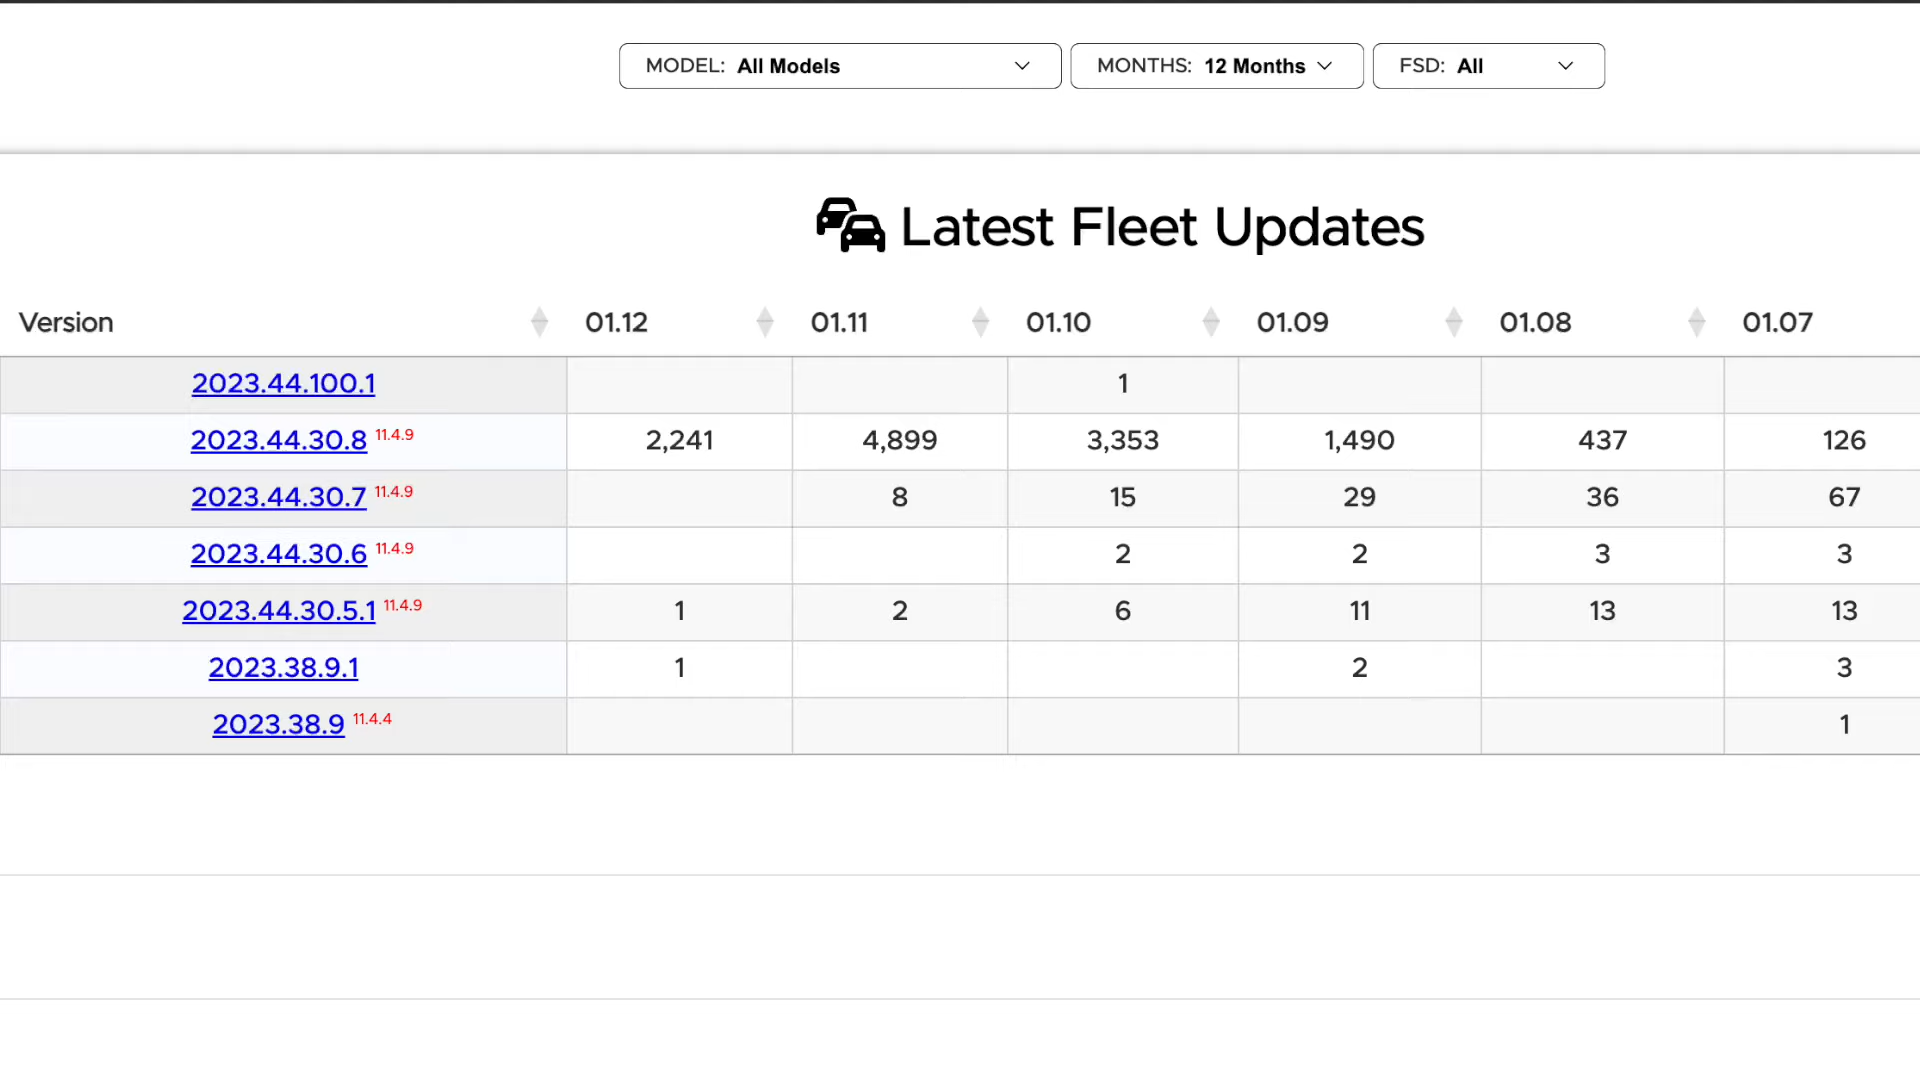 MODEL: All Models MONTHS: 12 Months FSD: All
Latest Fleet Updates
Version 01.12 01.11 01.10 01.09 01.08 01.07
2023.44.100.1 1
2023.44.30.8 11.4.9 2,241 4,899 3,353 1,490 437 126
2023.44.30.7 11.4.9 8 15 29 36 67
2023.44.30.6 11.4.9 2 2 3 3
2023.44.30.5.1 11.4.9 1 2 6 11 13 13
2023.38.9.1 1 2 3
2023.38.9 11.4.4 1